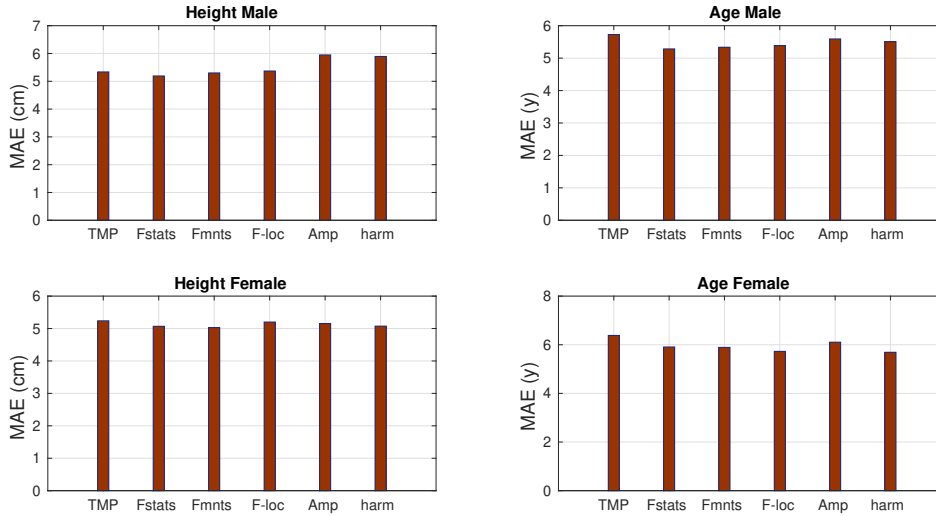 Height Male
MAE (cm)
7
6
5
4
3
2
1
0
TMP Fstats Fmnts F-loc Amp harm
Age Male
MAE (y)
6
5
4
3
2
1
0
TMP Fstats Fmnts F-loc Amp harm
Height Female
MAE (cm)
6
5
4
3
2
1
0
TMP Fstats Fmnts F-loc Amp harm
Age Female
MAE (y)
8
6
4
2
0
TMP Fstats Fmnts F-loc Amp harm